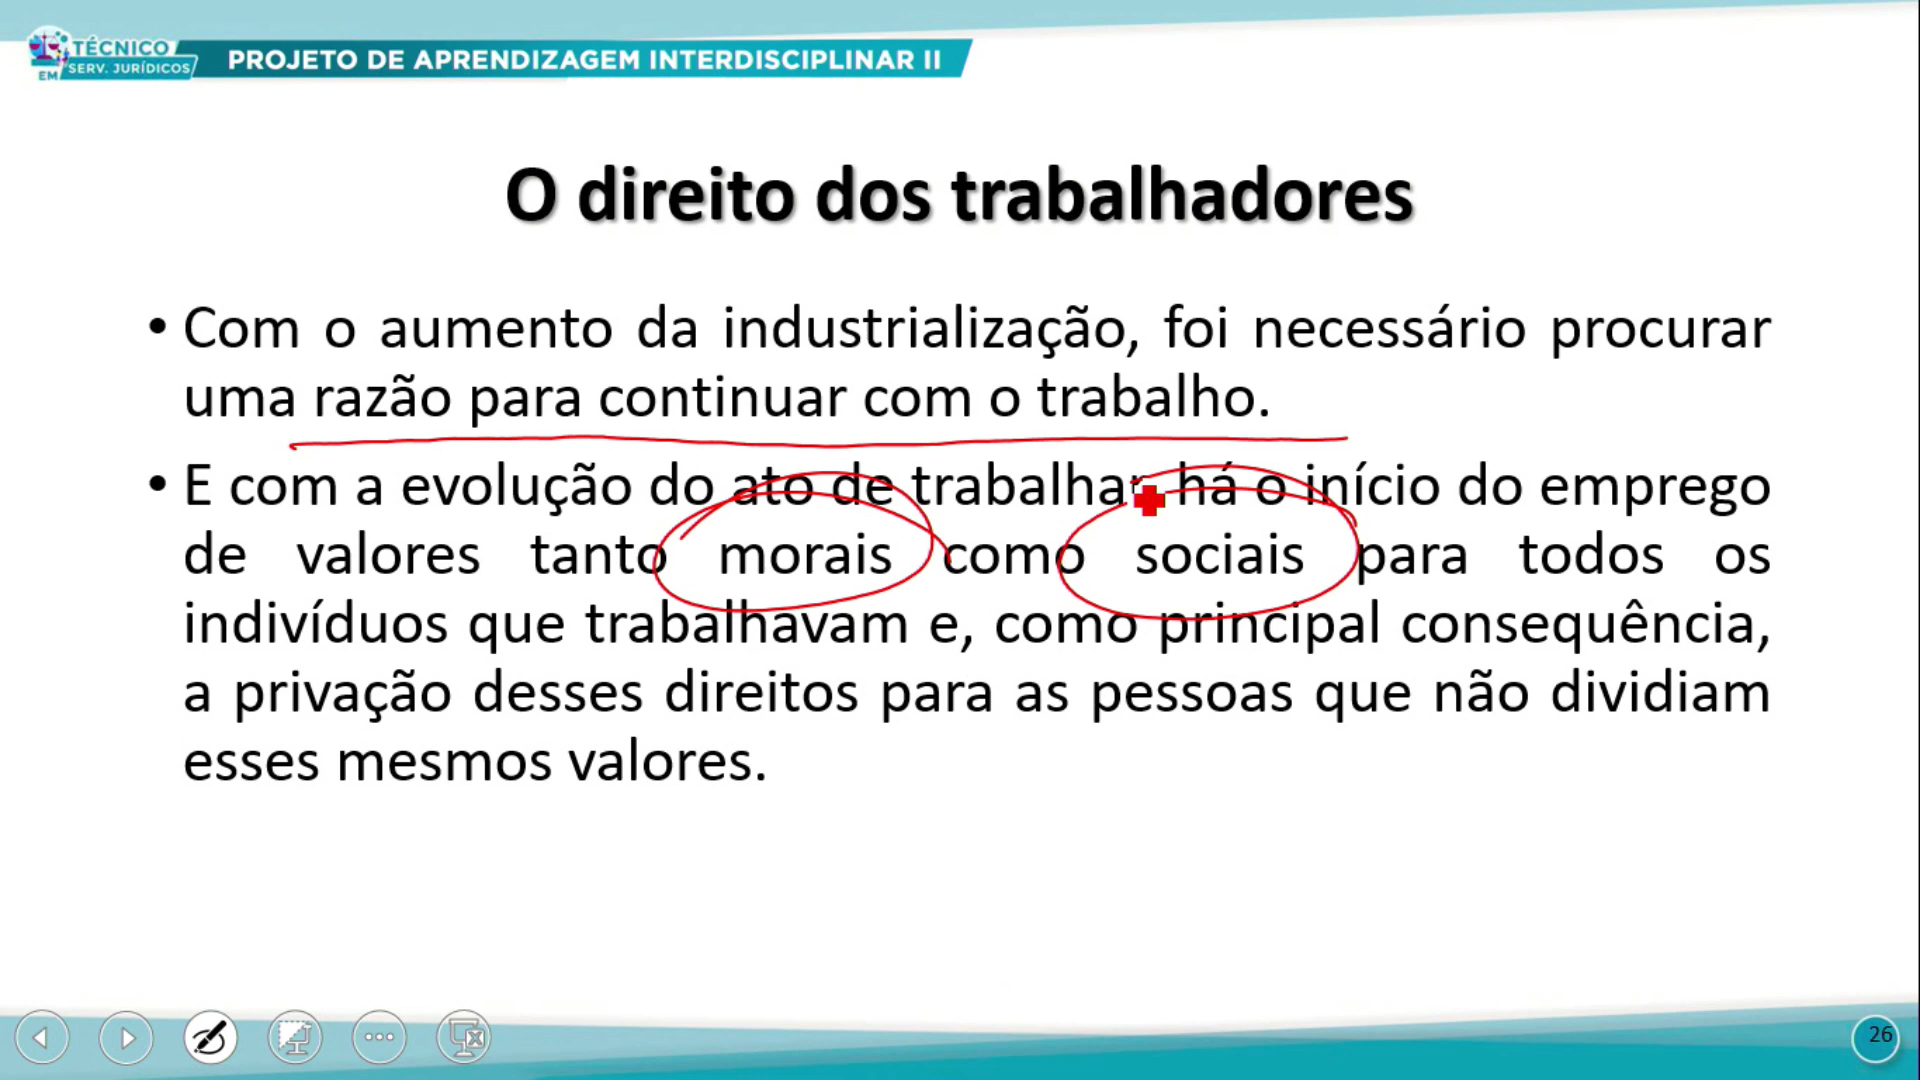 TÉCNICO
EM SERV. JURÍDICOS
PROJETO DE APRENDIZAGEM INTERDISCIPLINAR II
O direito dos trabalhadores
• Com o aumento da industrialização, foi necessário procurar
uma razão para continuar com o trabalho.
• E com a evolução do ato de trabalhar há o início do emprego
de valores tanto morais como sociais para todos os
indivíduos que trabalhavam e, como principal consequência,
a privação desses direitos para as pessoas que não dividiam
esses mesmos valores.
26